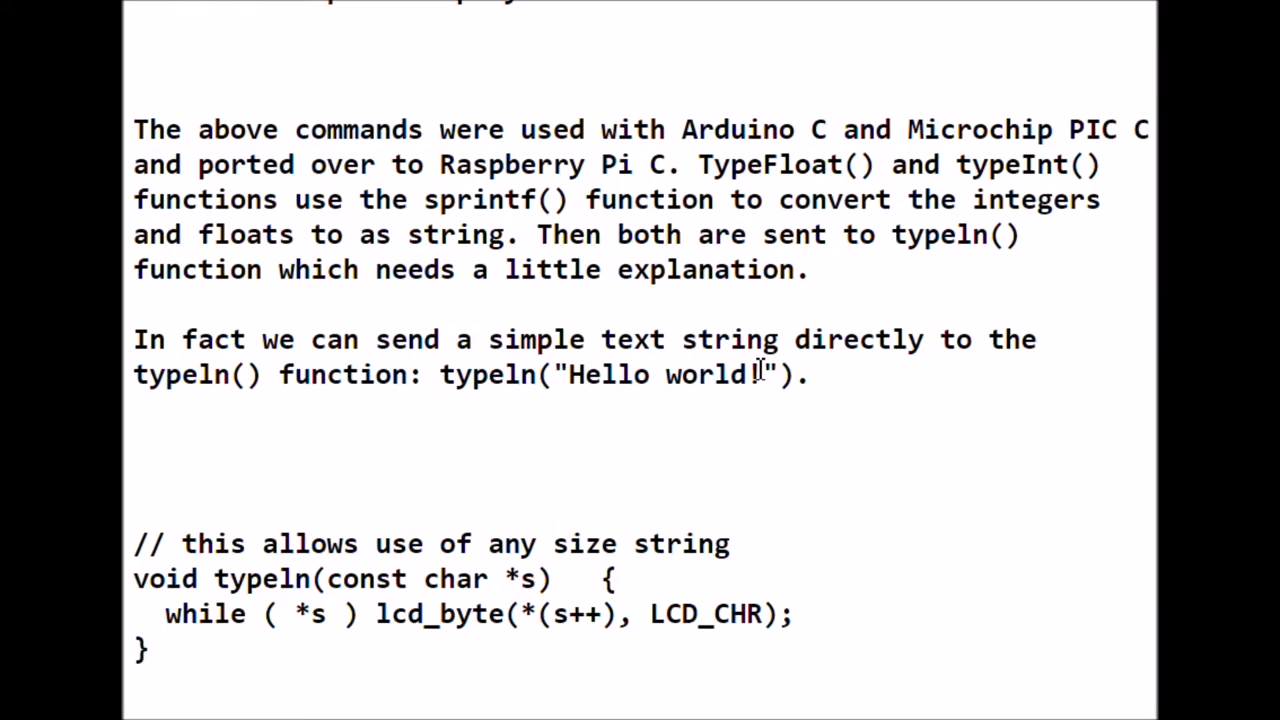 The above commands were used with Arduino C and Microchip PIC C
and ported over to Raspberry Pi C. TypeFloat() and typeInt()
functions use the sprintf() function to convert the integers
and floats to as string. Then both are sent to typeln()
function which needs a little explanation.
In fact we can send a simple text string directly to the
typeln() function: typeln("Hello world!").
// this allows use of any size string
void typeln(const char *s)   {
  while ( *s ) lcd_byte(*(s++), LCD_CHR);
}